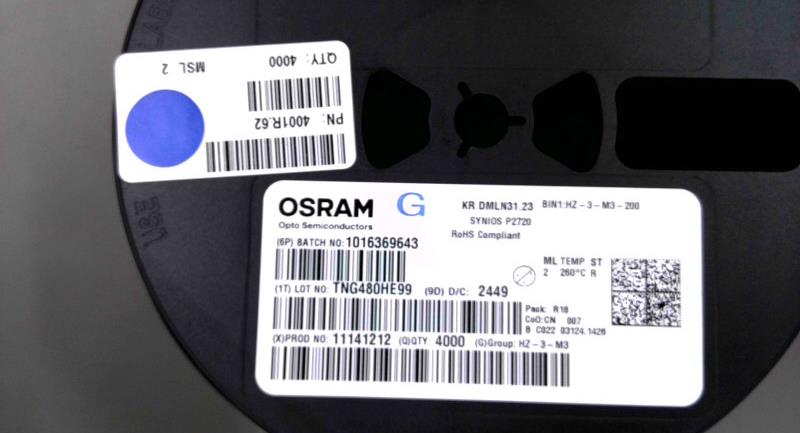 QTY: 4000
MSL 2
PN: 4001R.62
OSRAM G
Opto Semiconductors
KR DMLN31.23 BIN1:HZ-3-M3-200
SYNIOS P2720
RoHS Compliant
(6P) BATCH NO:1016369643
ML TEMP ST
2 260°C R
(1T) LOT NO: TNG480HE99 (9D) D/C: 2449
Pack: R18
CoO:CN 007
B C022 03124.1426
(X)PROD NO: 11141212 (Q)QTY: 4000 (G)Group: HZ-3-M3